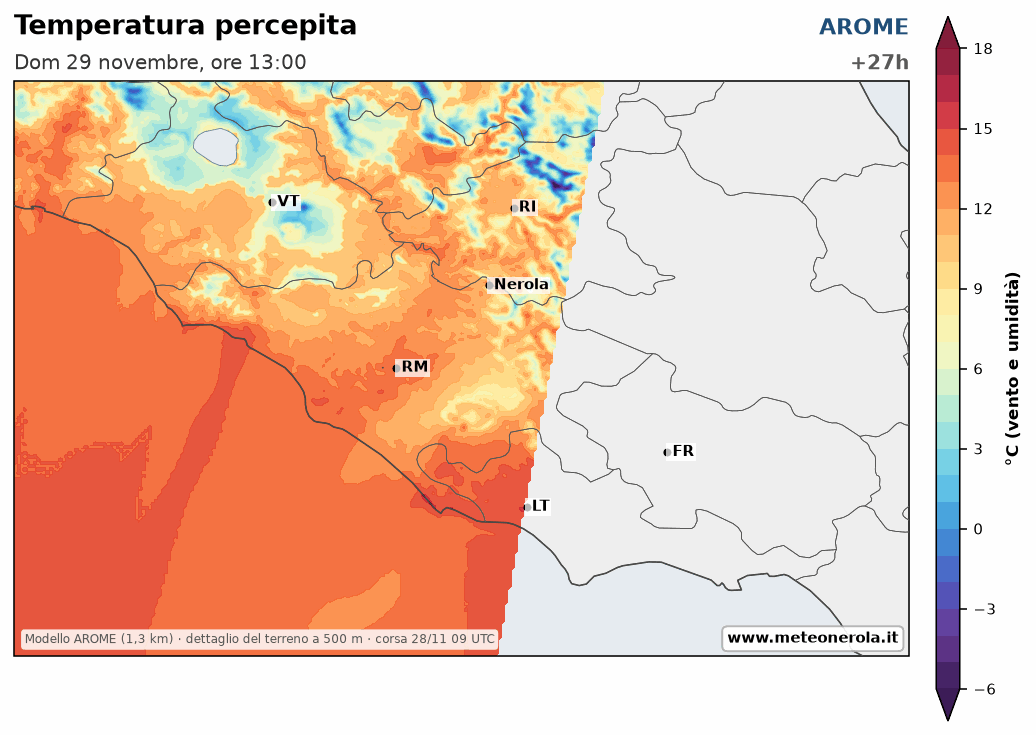 Temperatura percepita
AROME
Dom 29 novembre, ore 13:00
+27h
VT
RI
Nerola
RM
FR
LT
Modello AROME (1,3 km) · dettaglio del terreno a 500 m · corsa 28/11 09 UTC
www.meteonerola.it
18
15
12
9
6
3
0
−3
−6
°C (vento e umidità)